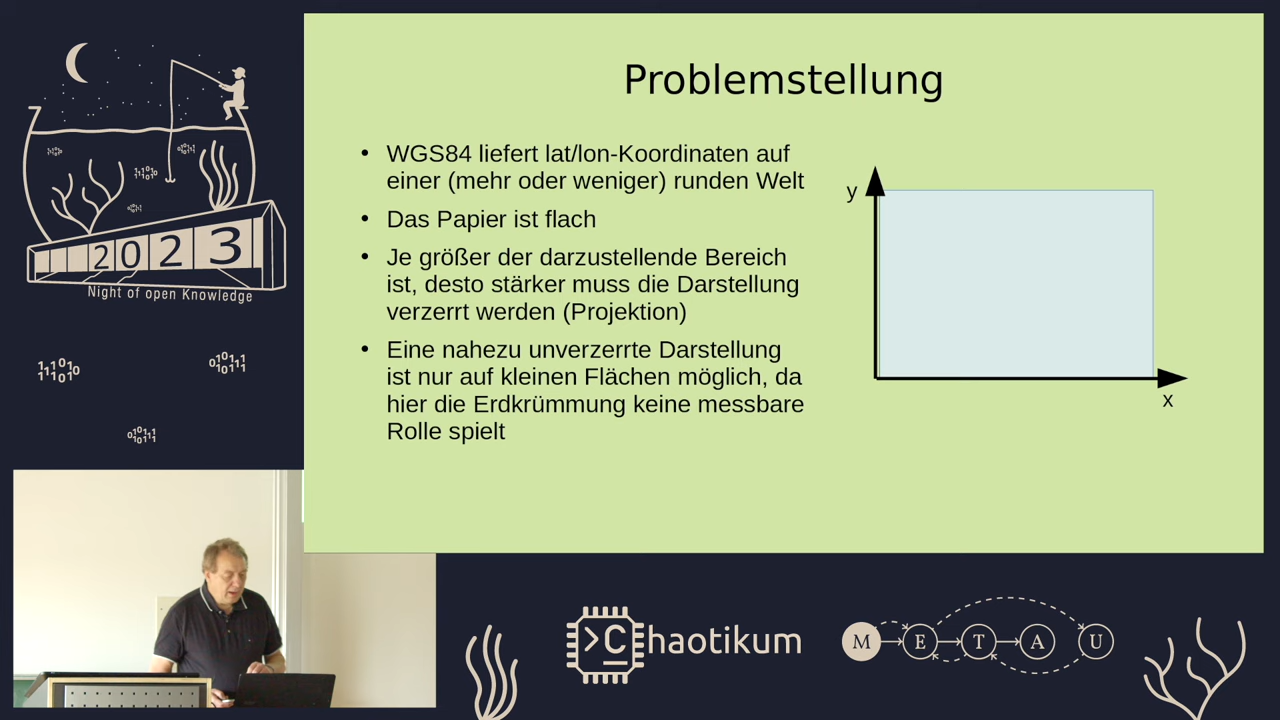 Problemstellung
• WGS84 liefert lat/lon-Koordinaten auf
einer (mehr oder weniger) runden Welt
• Das Papier ist flach
• Je größer der darzustellende Bereich
ist, desto stärker muss die Darstellung
verzerrt werden (Projektion)
• Eine nahezu unverzerrte Darstellung
ist nur auf kleinen Flächen möglich, da
hier die Erdkrümmung keine messbare
Rolle spielt
y
x
2023
Night of open Knowledge
>C haotikum
M E T A U